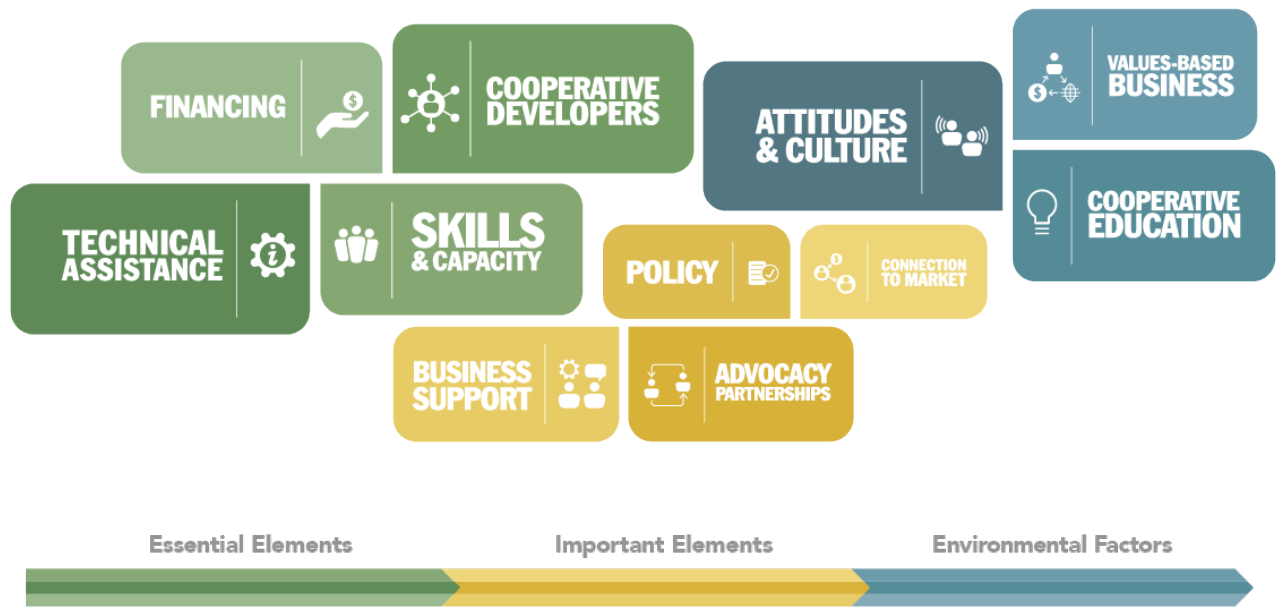 FINANCING
COOPERATIVE
DEVELOPERS
TECHNICAL
ASSISTANCE
SKILLS
& CAPACITY
POLICY
CONNECTION
TO MARKET
BUSINESS
SUPPORT
ADVOCACY
PARTNERSHIPS
ATTITUDES
& CULTURE
VALUES-BASED
BUSINESS
COOPERATIVE
EDUCATION
Essential Elements
Important Elements
Environmental Factors